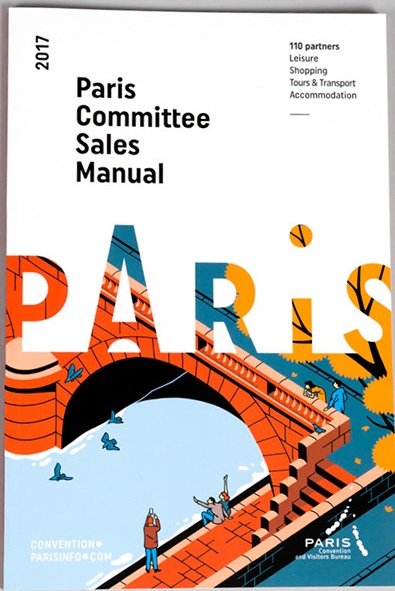 2017
110 partners
Leisure
Shopping
Tours & Transport
Accommodation
Paris
Committee
Sales
Manual
PARiS
CONVENTION•
PARISINFO•COM
PARIS
Convention
and Visitors Bureau